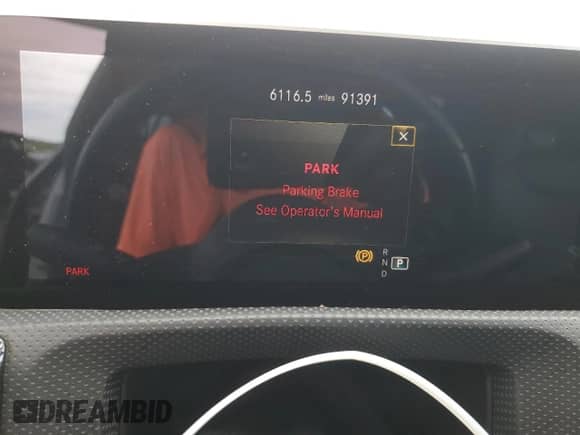 6116.5 miles 91391
X
PARK
Parking Brake
See Operator's Manual
PARK
(P)
R
N P
D
DREAMBID